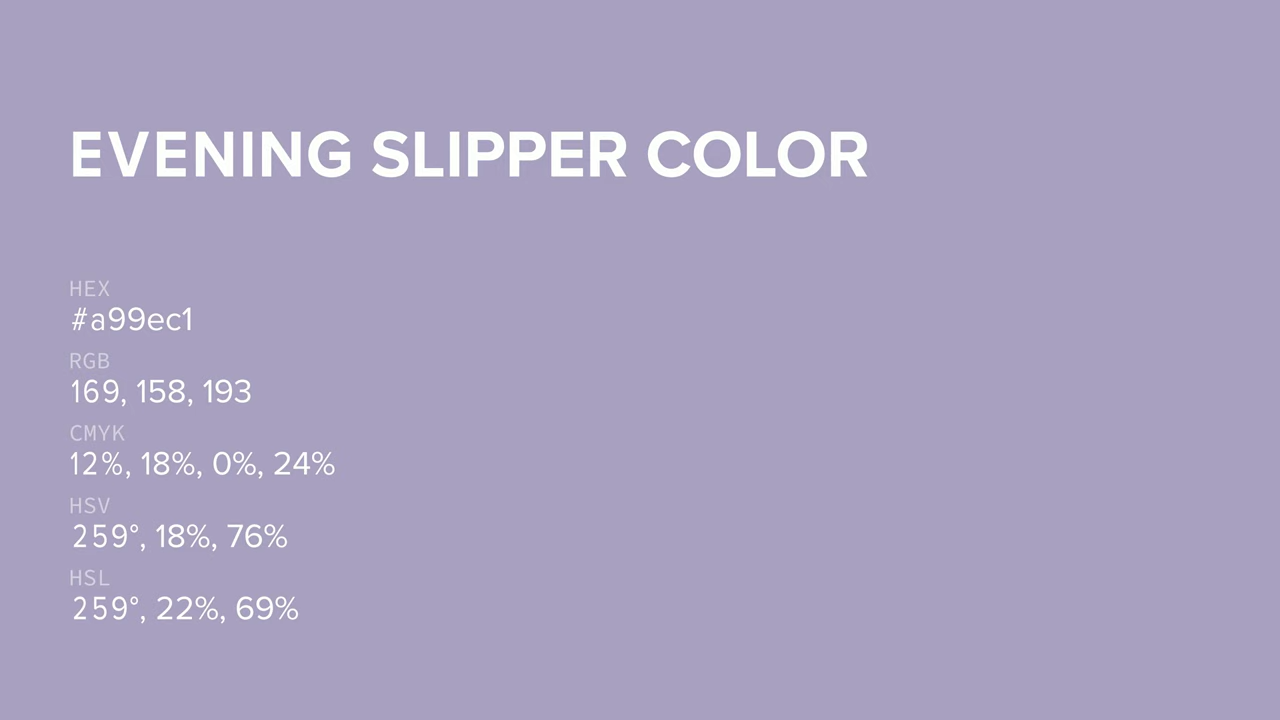 EVENING SLIPPER COLOR
HEX
#a99ec1
RGB
169, 158, 193
CMYK
12%, 18%, 0%, 24%
HSV
259°, 18%, 76%
HSL
259°, 22%, 69%